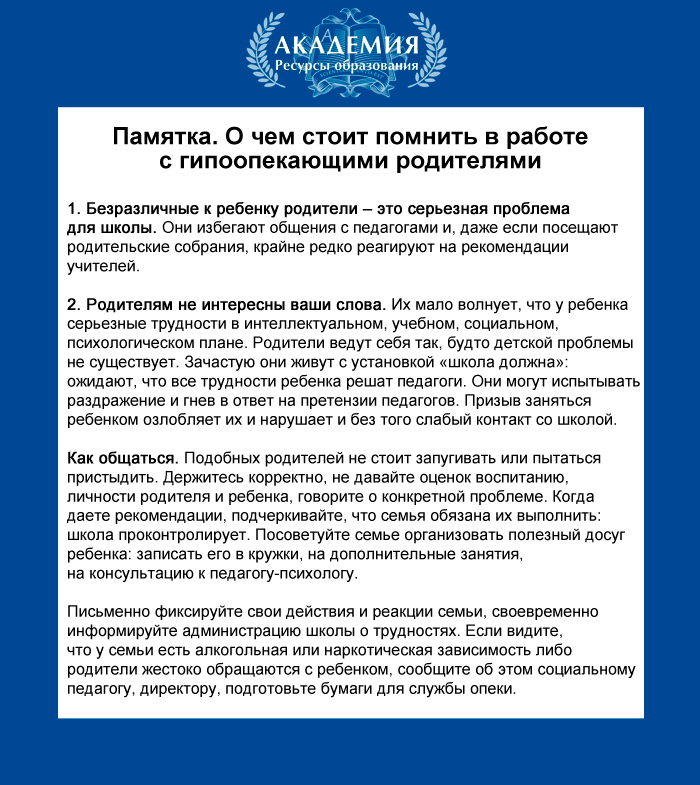 АКАДЕМИЯ
Ресурсы образования
Памятка. О чем стоит помнить в работе
с гипоопекающими родителями
1. Безразличные к ребенку родители – это серьезная проблема
для школы. Они избегают общения с педагогами и, даже если посещают
родительские собрания, крайне редко реагируют на рекомендации
учителей.
2. Родителям не интересны ваши слова. Их мало волнует, что у ребенка
серьезные трудности в интеллектуальном, учебном, социальном,
психологическом плане. Родители ведут себя так, будто детской проблемы
не существует. Зачастую они живут с установкой «школа должна»:
ожидают, что все трудности ребенка решат педагоги. Они могут испытывать
раздражение и гнев в ответ на претензии педагогов. Призыв заняться
ребенком озлобляет их и нарушает и без того слабый контакт со школой.
Как общаться. Подобных родителей не стоит запугивать или пытаться
пристыдить. Держитесь корректно, не давайте оценок воспитанию,
личности родителя и ребенка, говорите о конкретной проблеме. Когда
даете рекомендации, подчеркивайте, что семья обязана их выполнить:
школа проконтролирует. Посоветуйте семье организовать полезный досуг
ребенка: записать его в кружки, на дополнительные занятия,
на консультацию к педагогу-психологу.
Письменно фиксируйте свои действия и реакции семьи, своевременно
информируйте администрацию школы о трудностях. Если видите,
что у семьи есть алкогольная или наркотическая зависимость либо
родители жестоко обращаются с ребенком, сообщите об этом социальному
педагогу, директору, подготовьте бумаги для службы опеки.